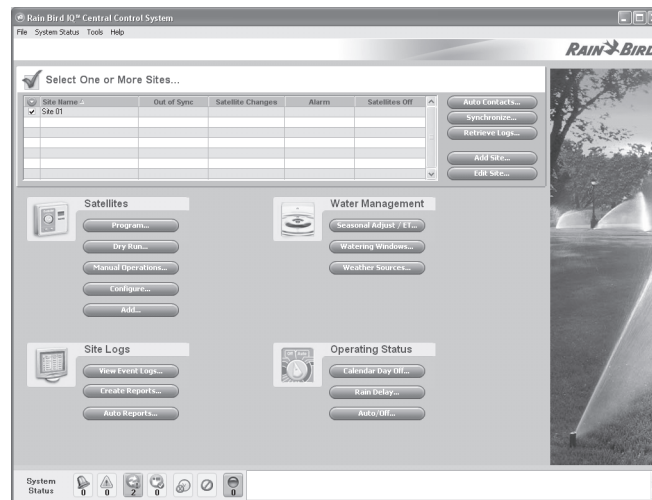 Rain Bird IQ™ Central Control System
File System Status Tools Help
RAIN BIRD
Select One or More Sites...
Site Name Out of Sync Satellite Changes Alarm Satellites Off
Site 01
Auto Contacts...
Synchronize...
Retrieve Logs...
Add Site...
Edit Site...
Satellites
Program...
Dry Run...
Manual Operations...
Configure...
Add...
Water Management
Seasonal Adjust / ET...
Watering Windows...
Weather Sources...
Site Logs
View Event Logs...
Create Reports...
Auto Reports...
Operating Status
Off Auto
Calendar Day Off...
Rain Delay...
Auto/Off...
System
Status
0 0 2 0 0